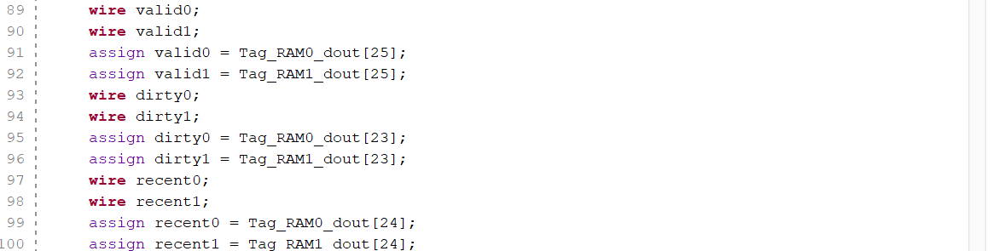 89 wire valid0;
90 wire valid1;
91 assign valid0 = Tag_RAM0_dout[25];
92 assign valid1 = Tag_RAM1_dout[25];
93 wire dirty0;
94 wire dirty1;
95 assign dirty0 = Tag_RAM0_dout[23];
96 assign dirty1 = Tag_RAM1_dout[23];
97 wire recent0;
98 wire recent1;
99 assign recent0 = Tag_RAM0_dout[24];
100 assign recent1 = Tag_RAM1_dout[24];